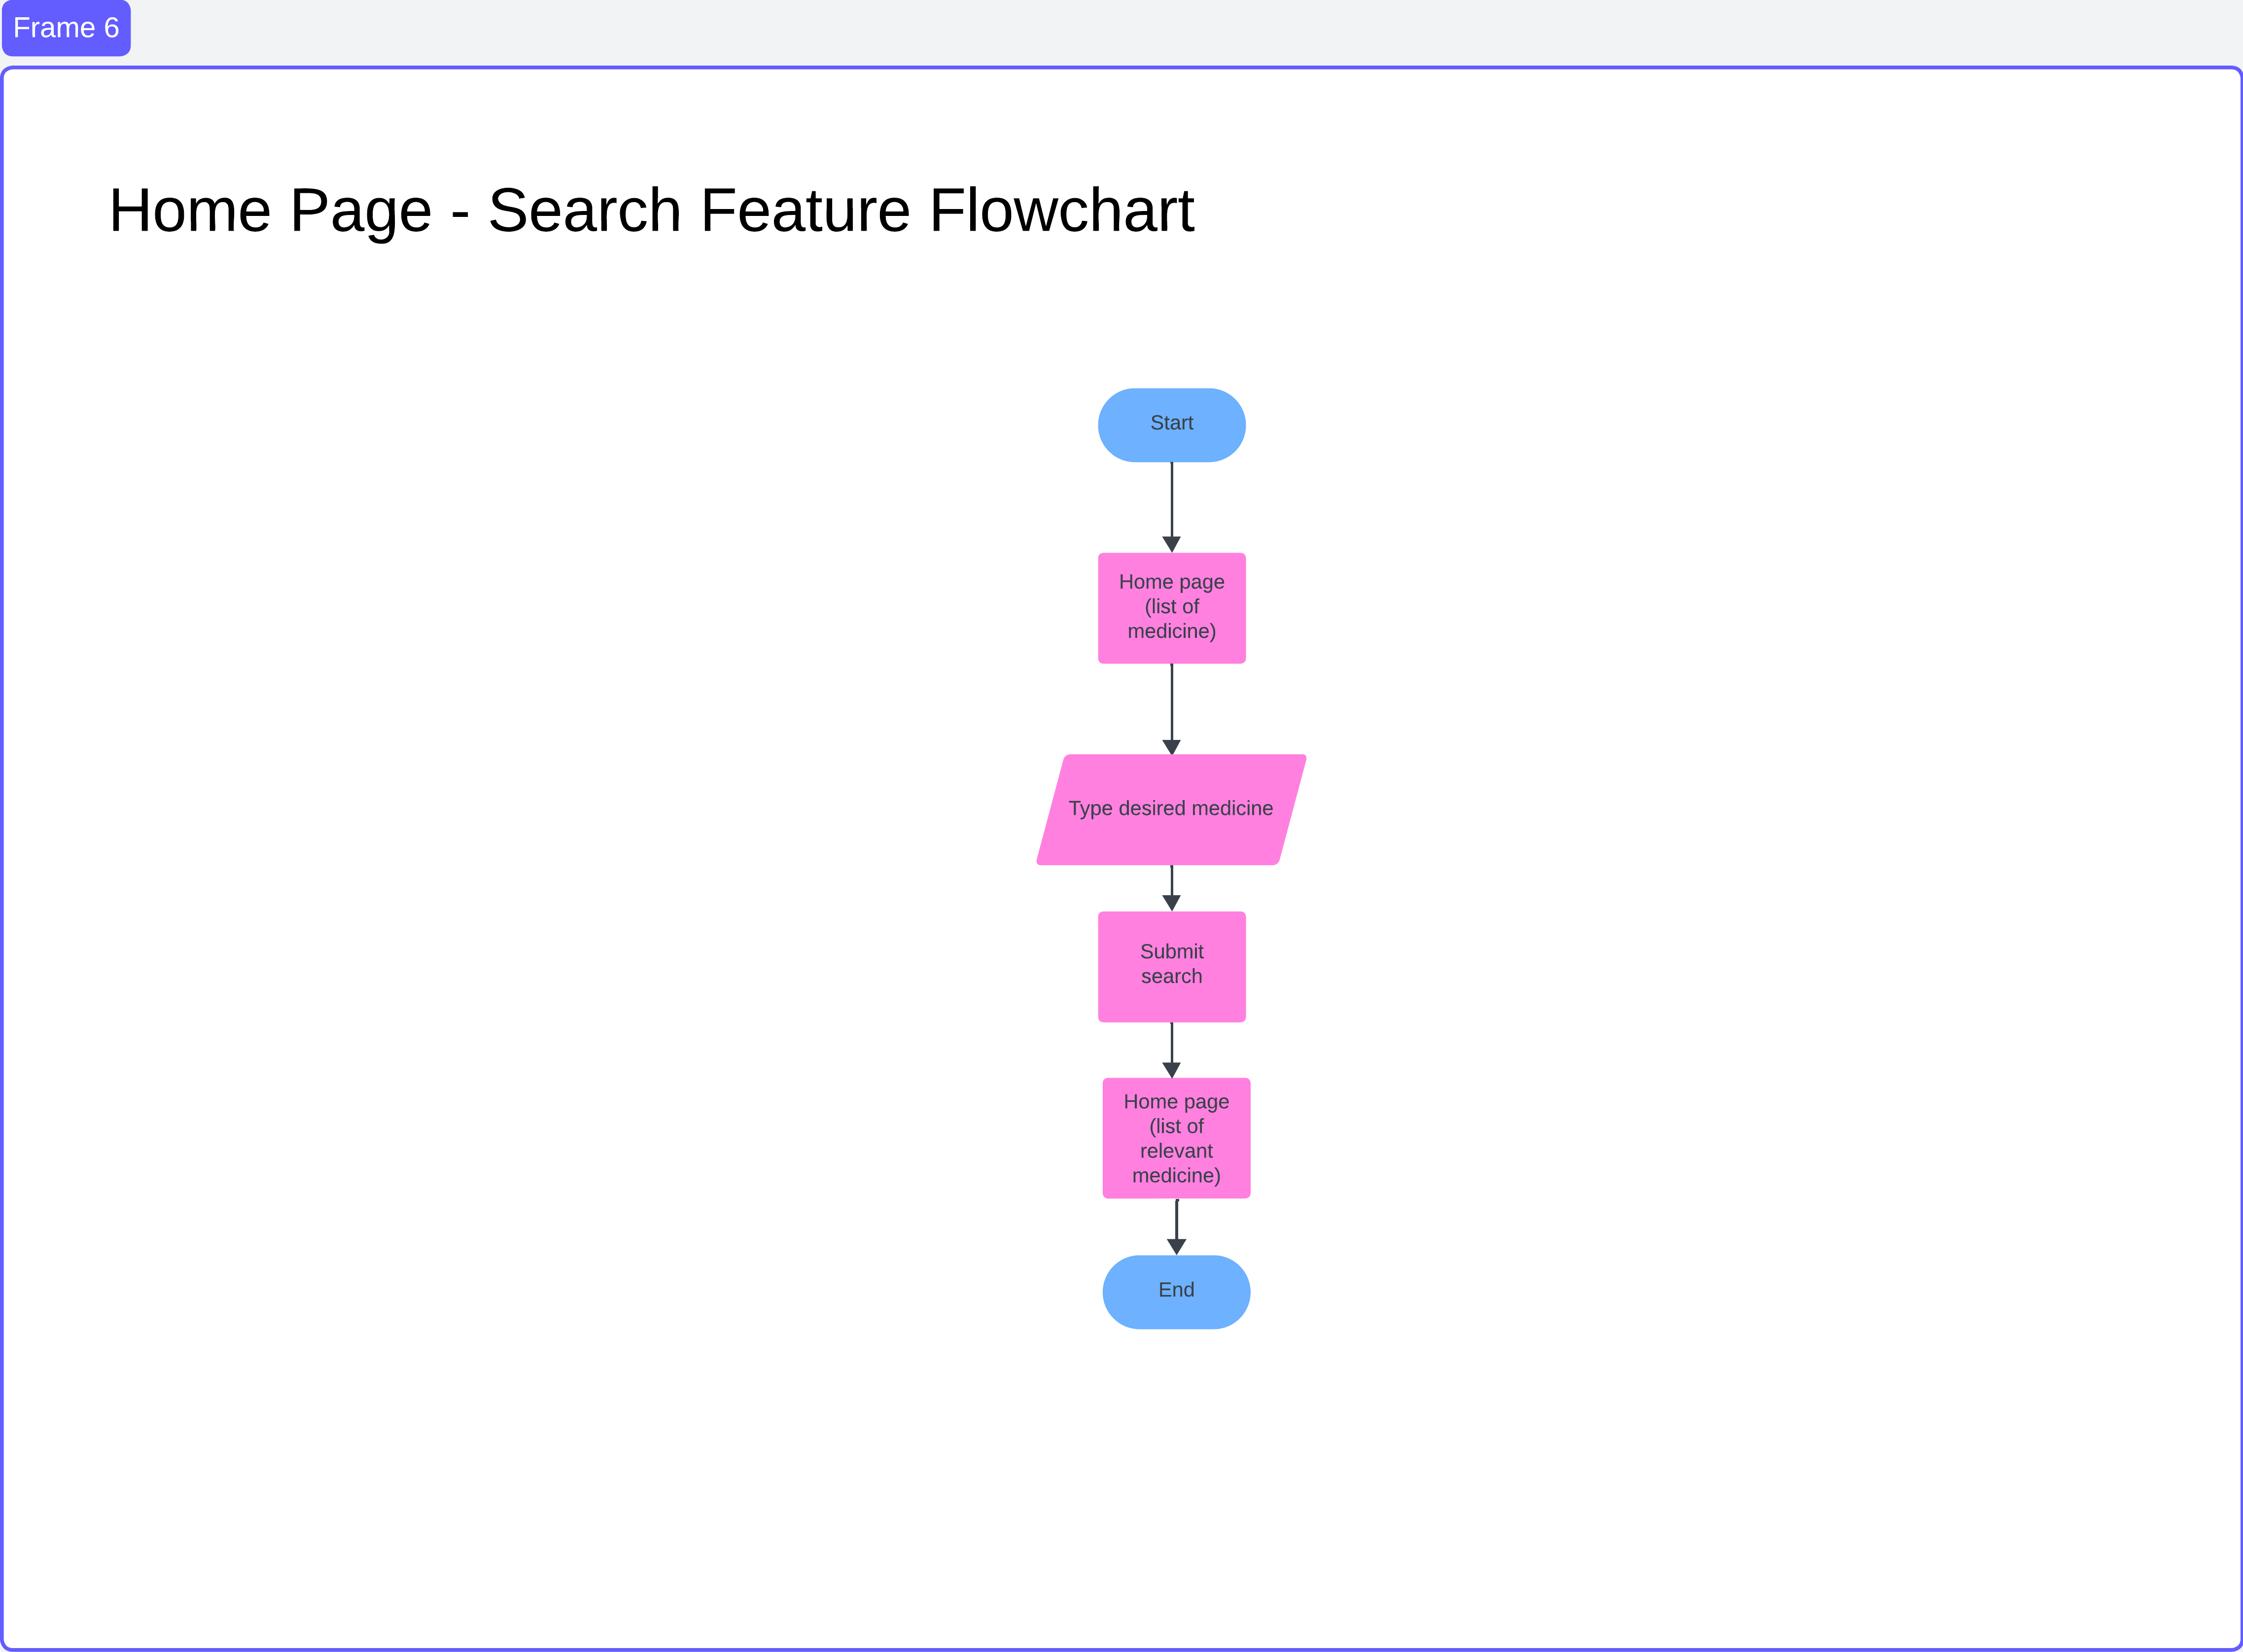 Frame 6
Home Page - Search Feature Flowchart
Start
Home page
(list of
medicine)
Type desired medicine
Submit
search
Home page
(list of
relevant
medicine)
End